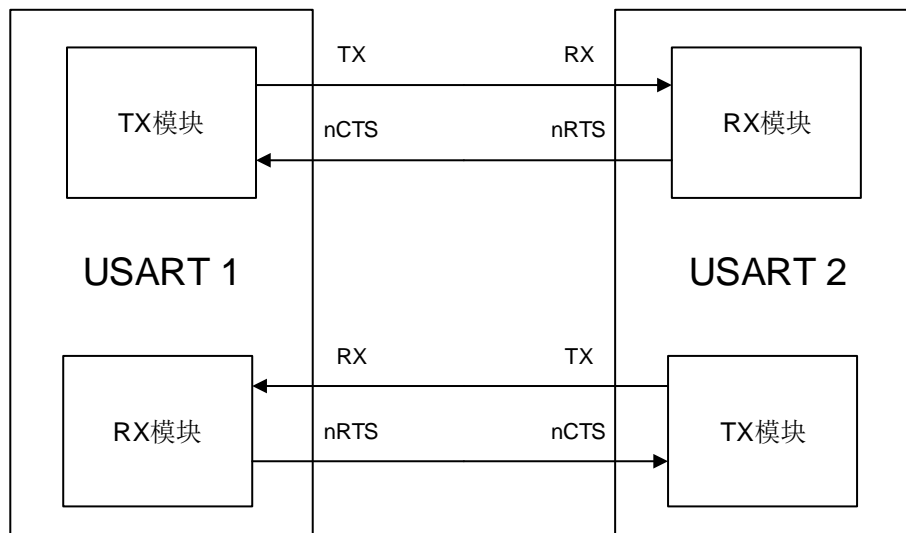 TX RX
TX模块 nCTS nRTS RX模块
USART 1 USART 2
RX TX
RX模块 nRTS nCTS TX模块